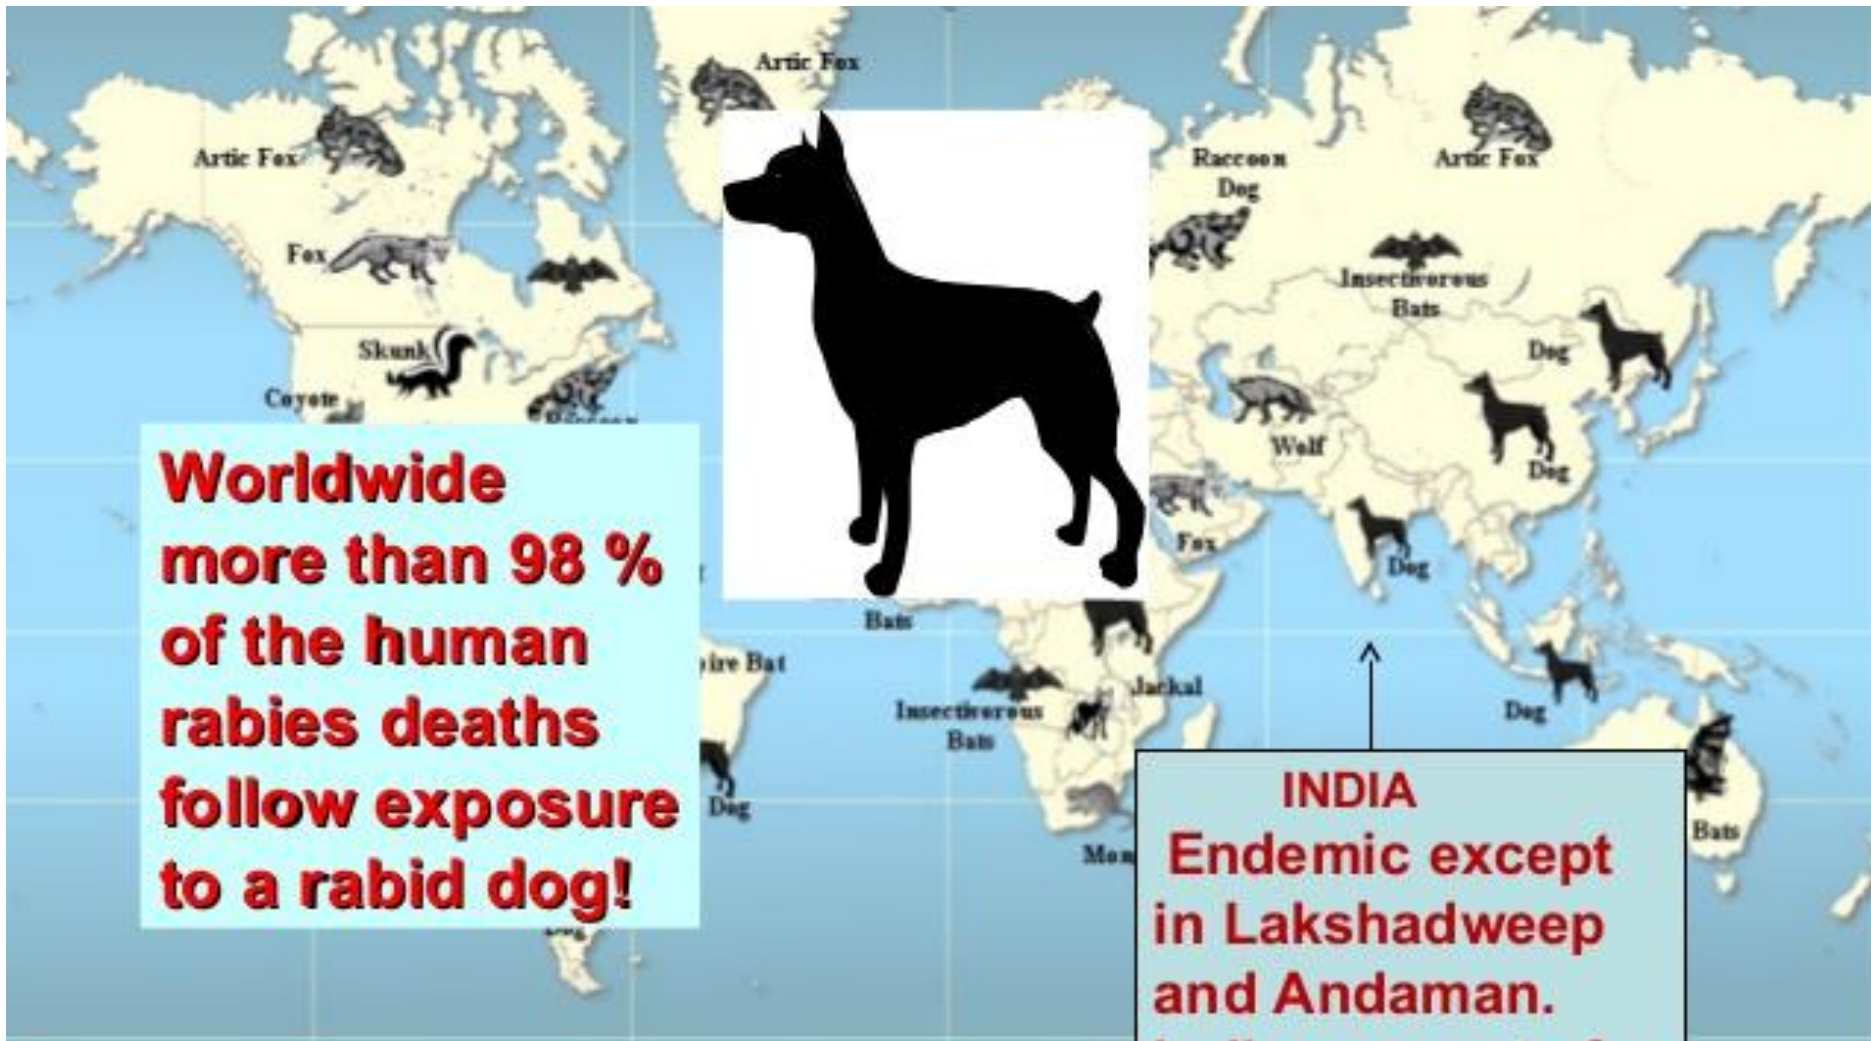 Artic Fox
Artic Fox
Raccoon
Dog
Artic Fox
Fox
Insectivorous
Bats
Skunk
Dog
Coyote
Wolf
Dog
Fox
Dog
Worldwide
more than 98 %
of the human
rabies deaths
follow exposure
to a rabid dog!
Bats
Bat
Jackal
Insectivorous
Bats
Dog
Dog
Bats
INDIA
Endemic except
in Lakshadweep
and Andaman.